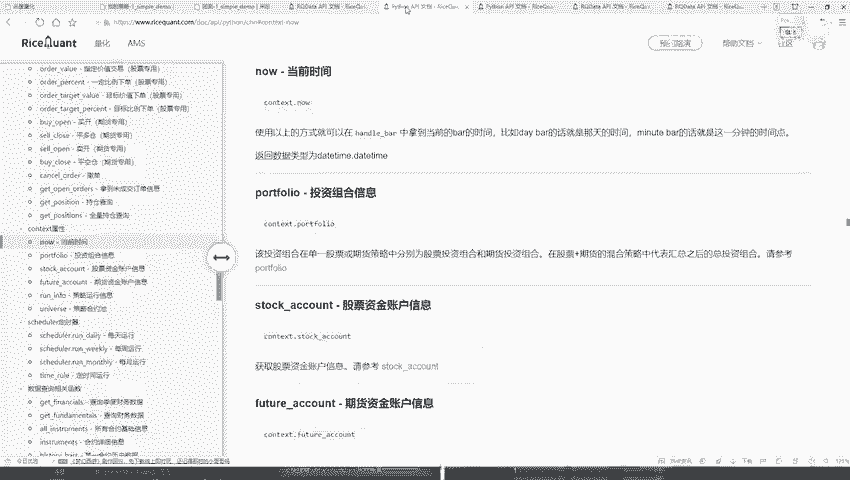 Python API 文档 - RiceQu...
RQData API 文档 - RiceQu...
https://www.ricequant.com/doc/api/python/chn#context-now
RiceQuant
量化
AMS
帮助文档
社区
order_value - 指定价值交易（股票专用）
order_percent - 一定比例下单（股票专用）
order_target_value - 目标价值下单（股票专用）
order_target_percent - 目标比例下单（股票专用）
buy_open - 买开（期货专用）
sell_close - 平多仓（期货专用）
sell_open - 卖开（期货专用）
buy_close - 平空仓（期货专用）
cancel_order - 撤单
get_open_orders - 拿到未成交订单信息
get_position - 持仓查询
get_positions - 全量持仓查询
context属性
now - 当前时间
portfolio - 投资组合信息
stock_account - 股票资金账户信息
future_account - 期货资金账户信息
run_info - 策略运行信息
universe - 策略合约池
scheduler定时器
scheduler.run_daily - 每天运行
scheduler.run_weekly - 每周运行
scheduler.run_monthly - 每月运行
time_rule - 定时间运行
数据查询相关函数
get_financials - 查询季度财务数据
get_fundamentals - 查询财务数据
all_instruments - 所有合约基础信息
instruments - 合约详细信息
now - 当前时间
context.now
使用以上的方式就可以在 handle_bar 中拿到当前的bar的时间，比如day bar的话就是那天的时间，minute bar的话就是这一分钟的时间点。
返回数据类型为datetime.datetime
portfolio - 投资组合信息
context.portfolio
该投资组合在单一股票或期货策略中分别为股票投资组合和期货投资组合。在股票+期货的混合策略中代表汇总之后的总投资组合。请参考
portfolio
stock_account - 股票资金账户信息
context.stock_account
获取股票资金账户信息。请参考 stock_account
future_account - 期货资金账户信息
context.future_account